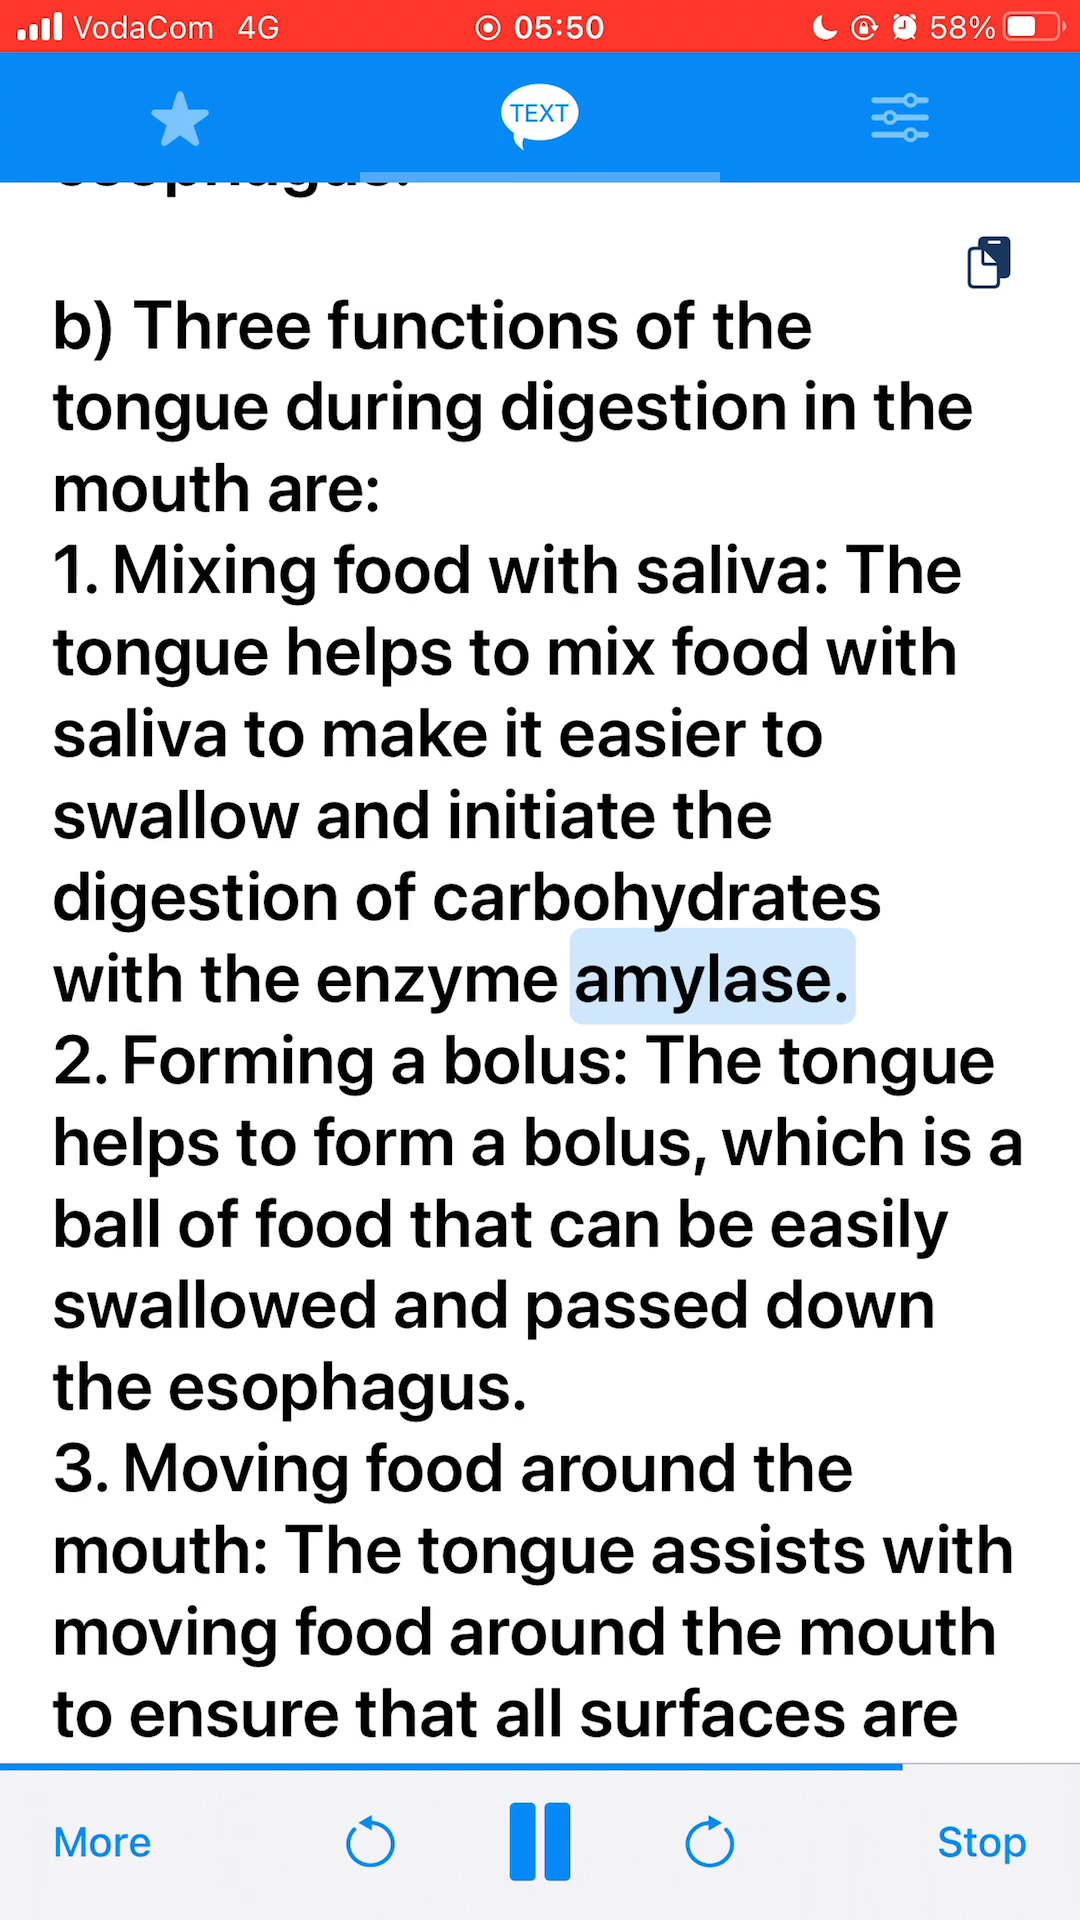 VodaCom 4G 05:50 58%
TEXT
b) Three functions of the
tongue during digestion in the
mouth are:
1. Mixing food with saliva: The
tongue helps to mix food with
saliva to make it easier to
swallow and initiate the
digestion of carbohydrates
with the enzyme amylase.
2. Forming a bolus: The tongue
helps to form a bolus, which is a
ball of food that can be easily
swallowed and passed down
the esophagus.
3. Moving food around the
mouth: The tongue assists with
moving food around the mouth
to ensure that all surfaces are
More Stop